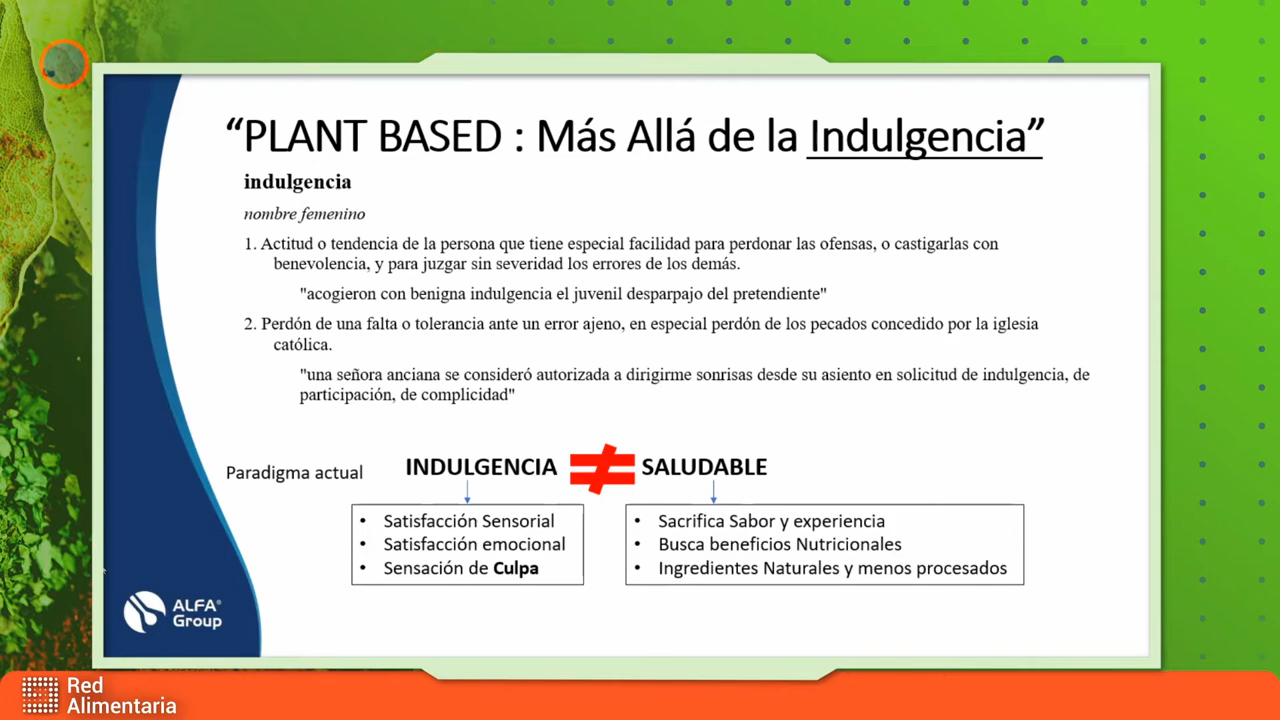 “PLANT BASED : Más Allá de la Indulgencia”
indulgencia
nombre femenino
1. Actitud o tendencia de la persona que tiene especial facilidad para perdonar las ofensas, o castigarlas con
benevolencia, y para juzgar sin severidad los errores de los demás.
"acogieron con benigna indulgencia el juvenil desparpajo del pretendiente"
2. Perdón de una falta o tolerancia ante un error ajeno, en especial perdón de los pecados concedido por la iglesia
católica.
"una señora anciana se consideró autorizada a dirigirme sonrisas desde su asiento en solicitud de indulgencia, de
participación, de complicidad"
Paradigma actual
INDULGENCIA ≠ SALUDABLE
• Satisfacción Sensorial
• Satisfacción emocional
• Sensación de Culpa
• Sacrifica Sabor y experiencia
• Busca beneficios Nutricionales
• Ingredientes Naturales y menos procesados
ALFA®
Group
Red
Alimentaria